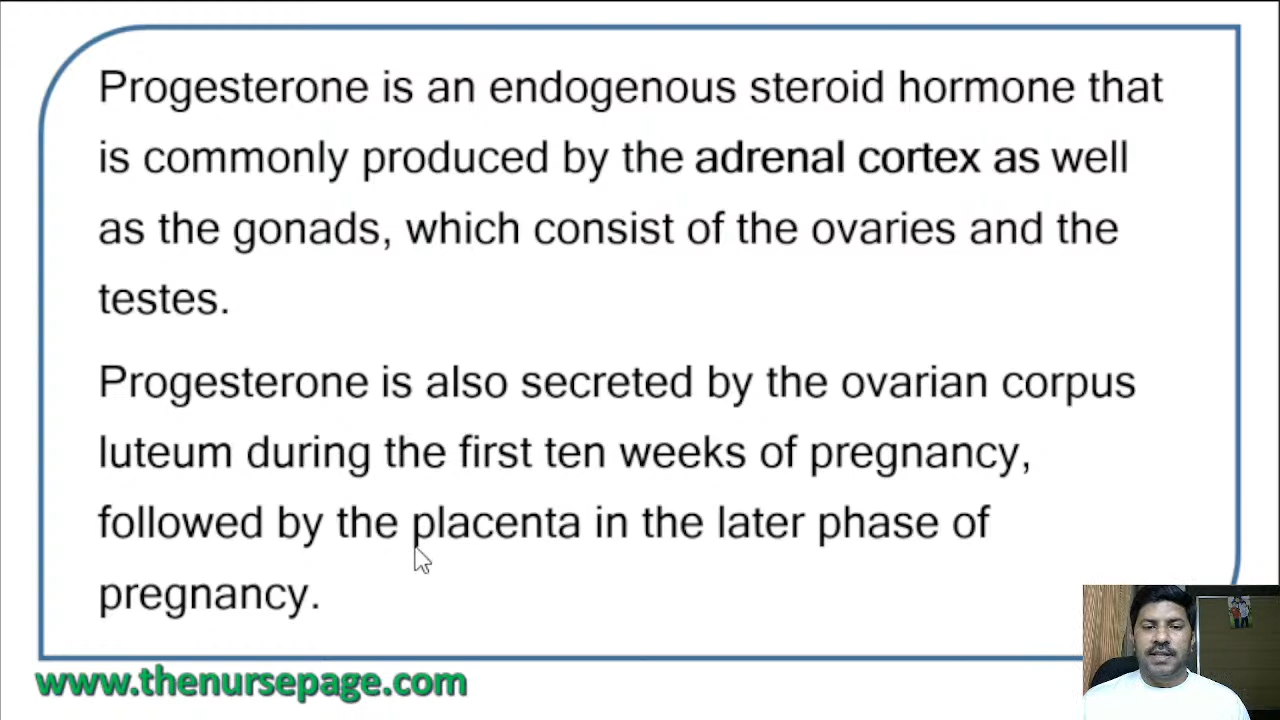 Progesterone is an endogenous steroid hormone that
is commonly produced by the adrenal cortex as well
as the gonads, which consist of the ovaries and the
testes.
Progesterone is also secreted by the ovarian corpus
luteum during the first ten weeks of pregnancy,
followed by the placenta in the later phase of
pregnancy.
www.thenursepage.com